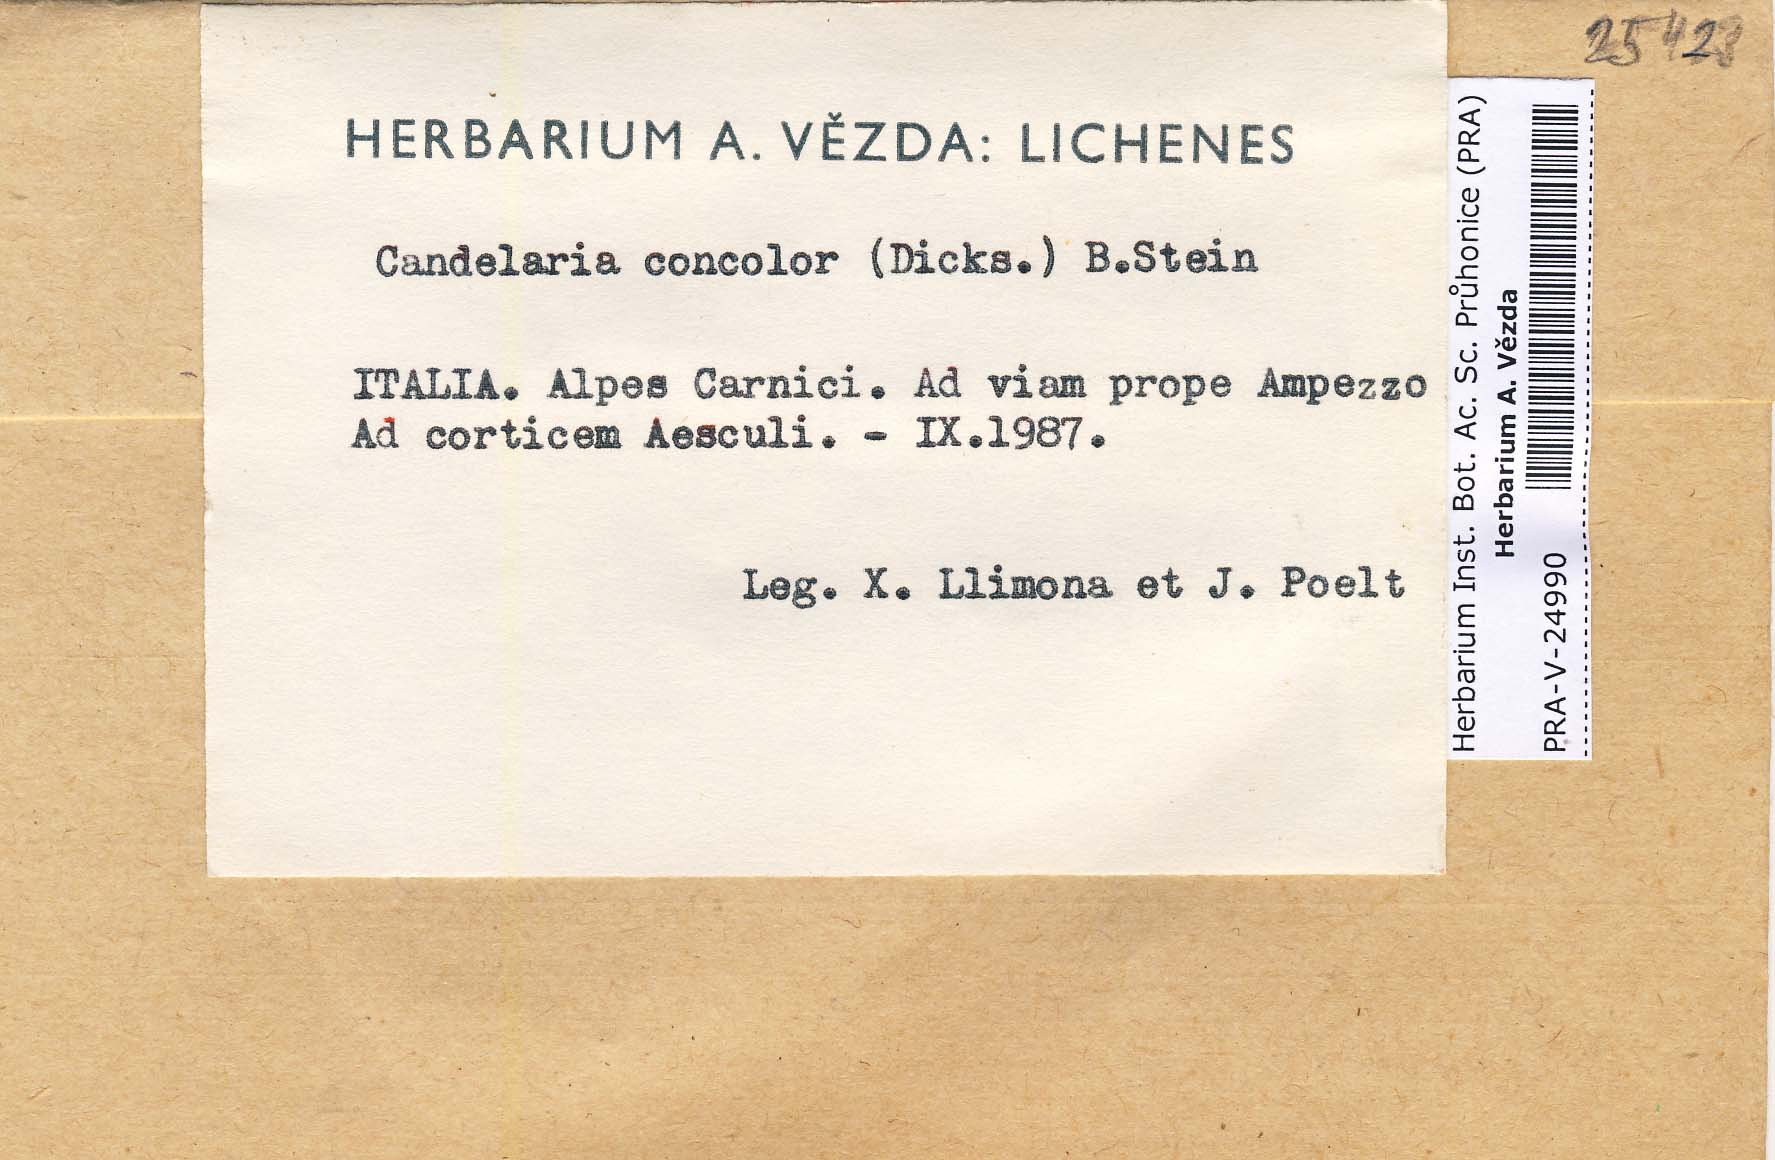 25428
HERBARIUM A. VĚZDA: LICHENES
Candelaria concolor (Dicks.) B.Stein
ITALIA. Alpes Carnici. Ad viam prope Ampezzo
Ad corticem Aesculi. - IX.1987.
Leg. X. Llimona et J. Poelt
Herbarium Inst. Bot. Ac. Sc. Průhonice (PRA)
Herbarium A. Vězda
PRA-V-24990